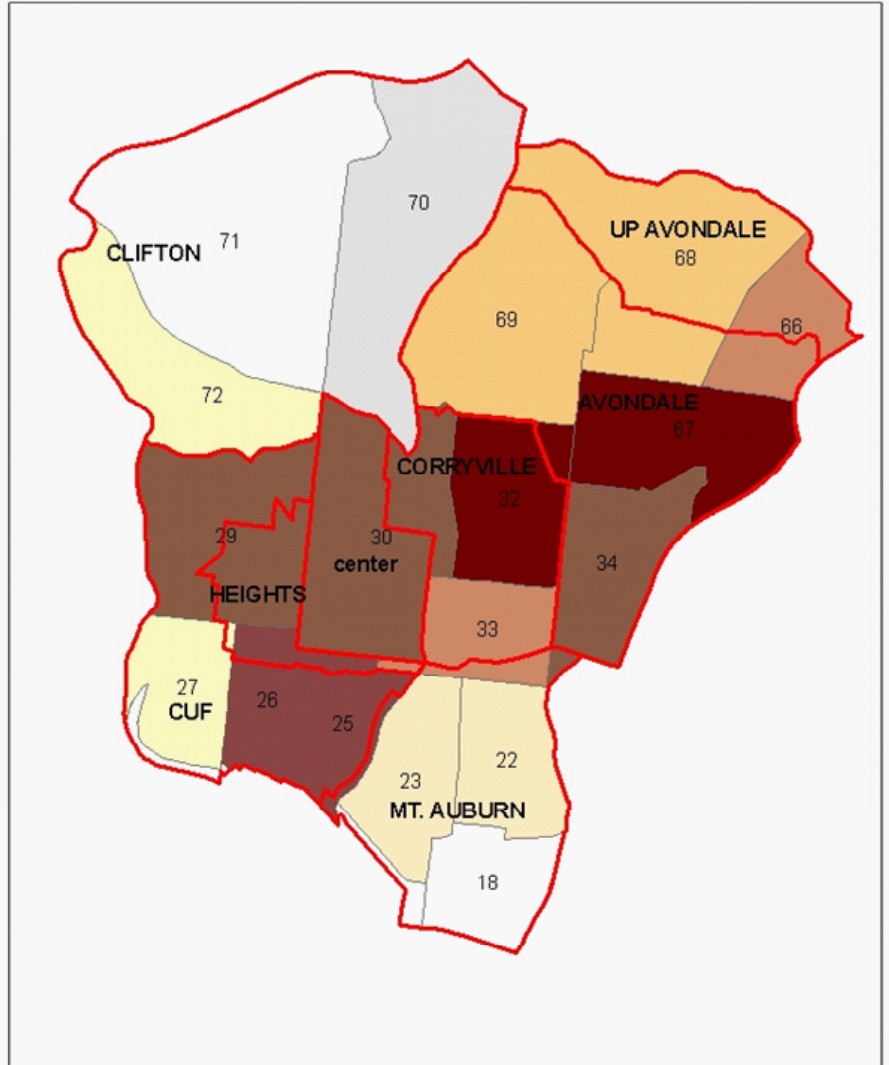 70
UP AVONDALE
71
CLIFTON
68
69
66
72
AVONDALE
67
CORRYVILLE
32
29
30
center
34
HEIGHTS
33
27
26
CUF
25
22
23
MT. AUBURN
18